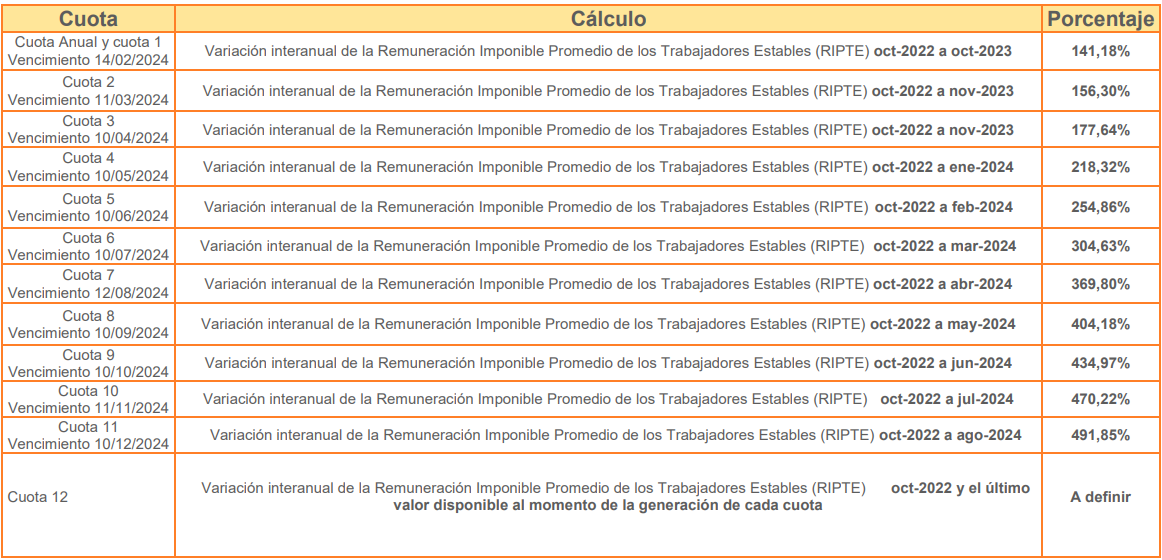 Cuota Cálculo Porcentaje
Cuota Anual y cuota 1
Vencimiento 14/02/2024
Variación interanual de la Remuneración Imponible Promedio de los Trabajadores Estables (RIPTE) oct-2022 a oct-2023
141,18%
Cuota 2
Vencimiento 11/03/2024
Variación interanual de la Remuneración Imponible Promedio de los Trabajadores Estables (RIPTE) oct-2022 a nov-2023
156,30%
Cuota 3
Vencimiento 10/04/2024
Variación interanual de la Remuneración Imponible Promedio de los Trabajadores Estables (RIPTE) oct-2022 a nov-2023
177,64%
Cuota 4
Vencimiento 10/05/2024
Variación interanual de la Remuneración Imponible Promedio de los Trabajadores Estables (RIPTE) oct-2022 a ene-2024
218,32%
Cuota 5
Vencimiento 10/06/2024
Variación interanual de la Remuneración Imponible Promedio de los Trabajadores Estables (RIPTE) oct-2022 a feb-2024
254,86%
Cuota 6
Vencimiento 10/07/2024
Variación interanual de la Remuneración Imponible Promedio de los Trabajadores Estables (RIPTE) oct-2022 a mar-2024
304,63%
Cuota 7
Vencimiento 12/08/2024
Variación interanual de la Remuneración Imponible Promedio de los Trabajadores Estables (RIPTE) oct-2022 a abr-2024
369,80%
Cuota 8
Vencimiento 10/09/2024
Variación interanual de la Remuneración Imponible Promedio de los Trabajadores Estables (RIPTE) oct-2022 a may-2024
404,18%
Cuota 9
Vencimiento 10/10/2024
Variación interanual de la Remuneración Imponible Promedio de los Trabajadores Estables (RIPTE) oct-2022 a jun-2024
434,97%
Cuota 10
Vencimiento 11/11/2024
Variación interanual de la Remuneración Imponible Promedio de los Trabajadores Estables (RIPTE) oct-2022 a jul-2024
470,22%
Cuota 11
Vencimiento 10/12/2024
Variación interanual de la Remuneración Imponible Promedio de los Trabajadores Estables (RIPTE) oct-2022 a ago-2024
491,85%
Cuota 12
Variación interanual de la Remuneración Imponible Promedio de los Trabajadores Estables (RIPTE) oct-2022 y el último
valor disponible al momento de la generación de cada cuota
A definir